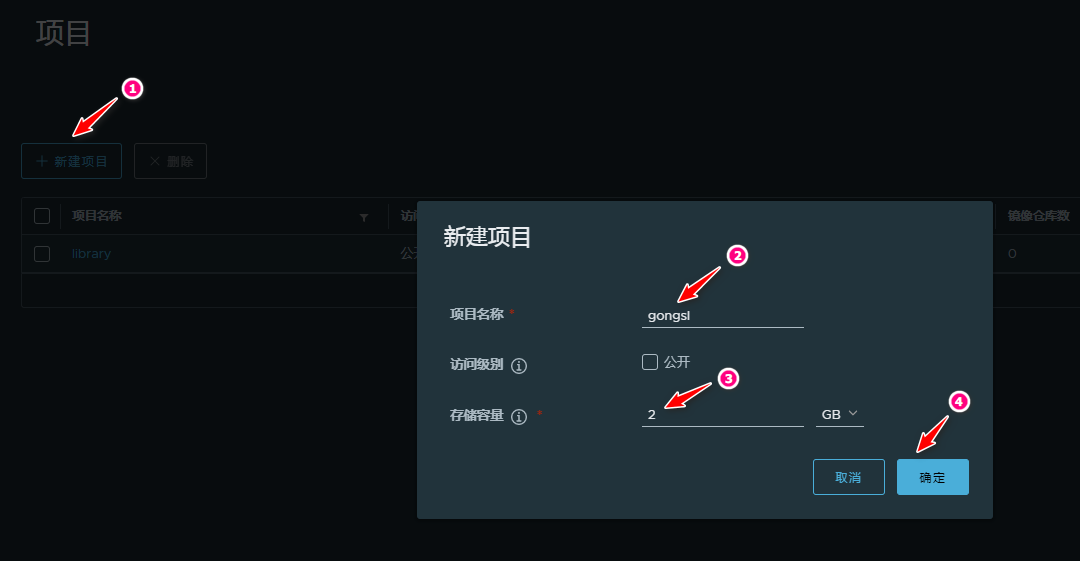 项目
1
+ 新建项目 × 删除
项目名称 访问 镜像仓库数
library 公开 0
新建项目
2
项目名称 * gongsl
访问级别 公开
3
存储容量 * 2 GB
4
取消 确定